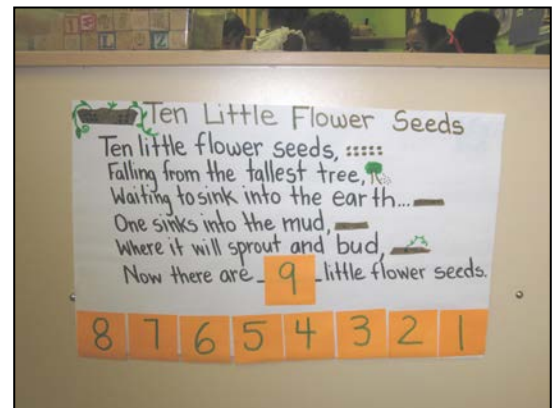 Ten Little Flower Seeds
Ten little flower seeds,
Falling from the tallest tree,
Waiting to sink into the earth...
One sinks into the mud,
Where it will sprout and bud,
Now there are _ 9 _ little flower seeds.
8 7 6 5 4 3 2 1